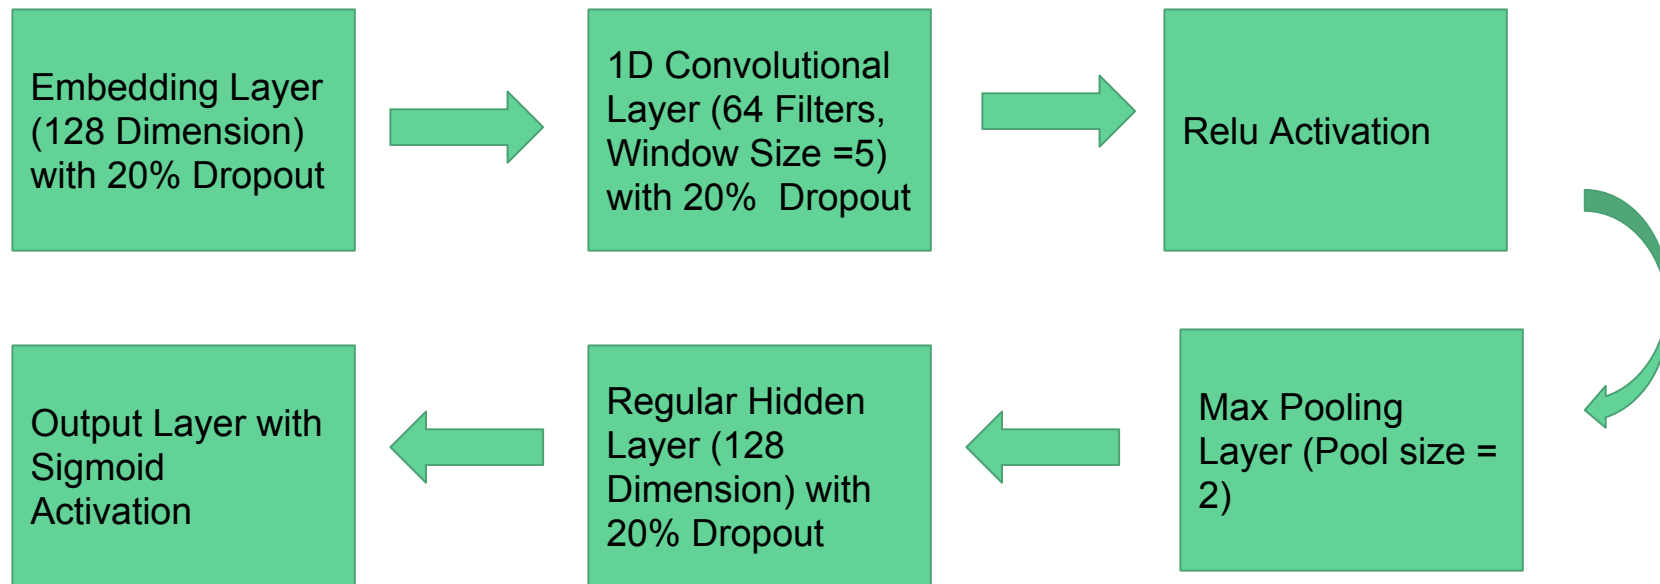 Embedding Layer
(128 Dimension)
with 20% Dropout
1D Convolutional
Layer (64 Filters,
Window Size =5)
with 20%  Dropout
Relu Activation
Max Pooling
Layer (Pool size =
2)
Regular Hidden
Layer (128
Dimension) with
20% Dropout
Output Layer with
Sigmoid
Activation